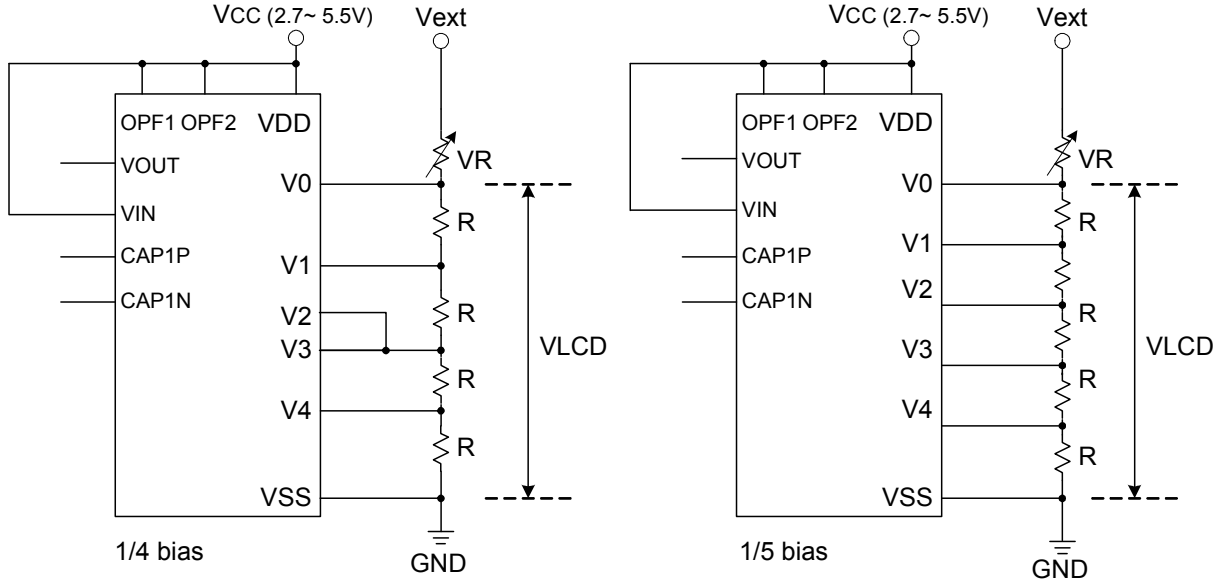 VCC (2.7~ 5.5V)
Vext
OPF1 OPF2 VDD
VOUT
VR
V0
VIN
R
CAP1P
V1
CAP1N
V2
R
V3
VLCD
R
V4
R
VSS
1/4 bias
GND
VCC (2.7~ 5.5V)
Vext
OPF1 OPF2 VDD
VOUT
VR
V0
VIN
R
V1
CAP1P
V2
CAP1N
R
V3
R
VLCD
V4
R
R
VSS
1/5 bias
GND